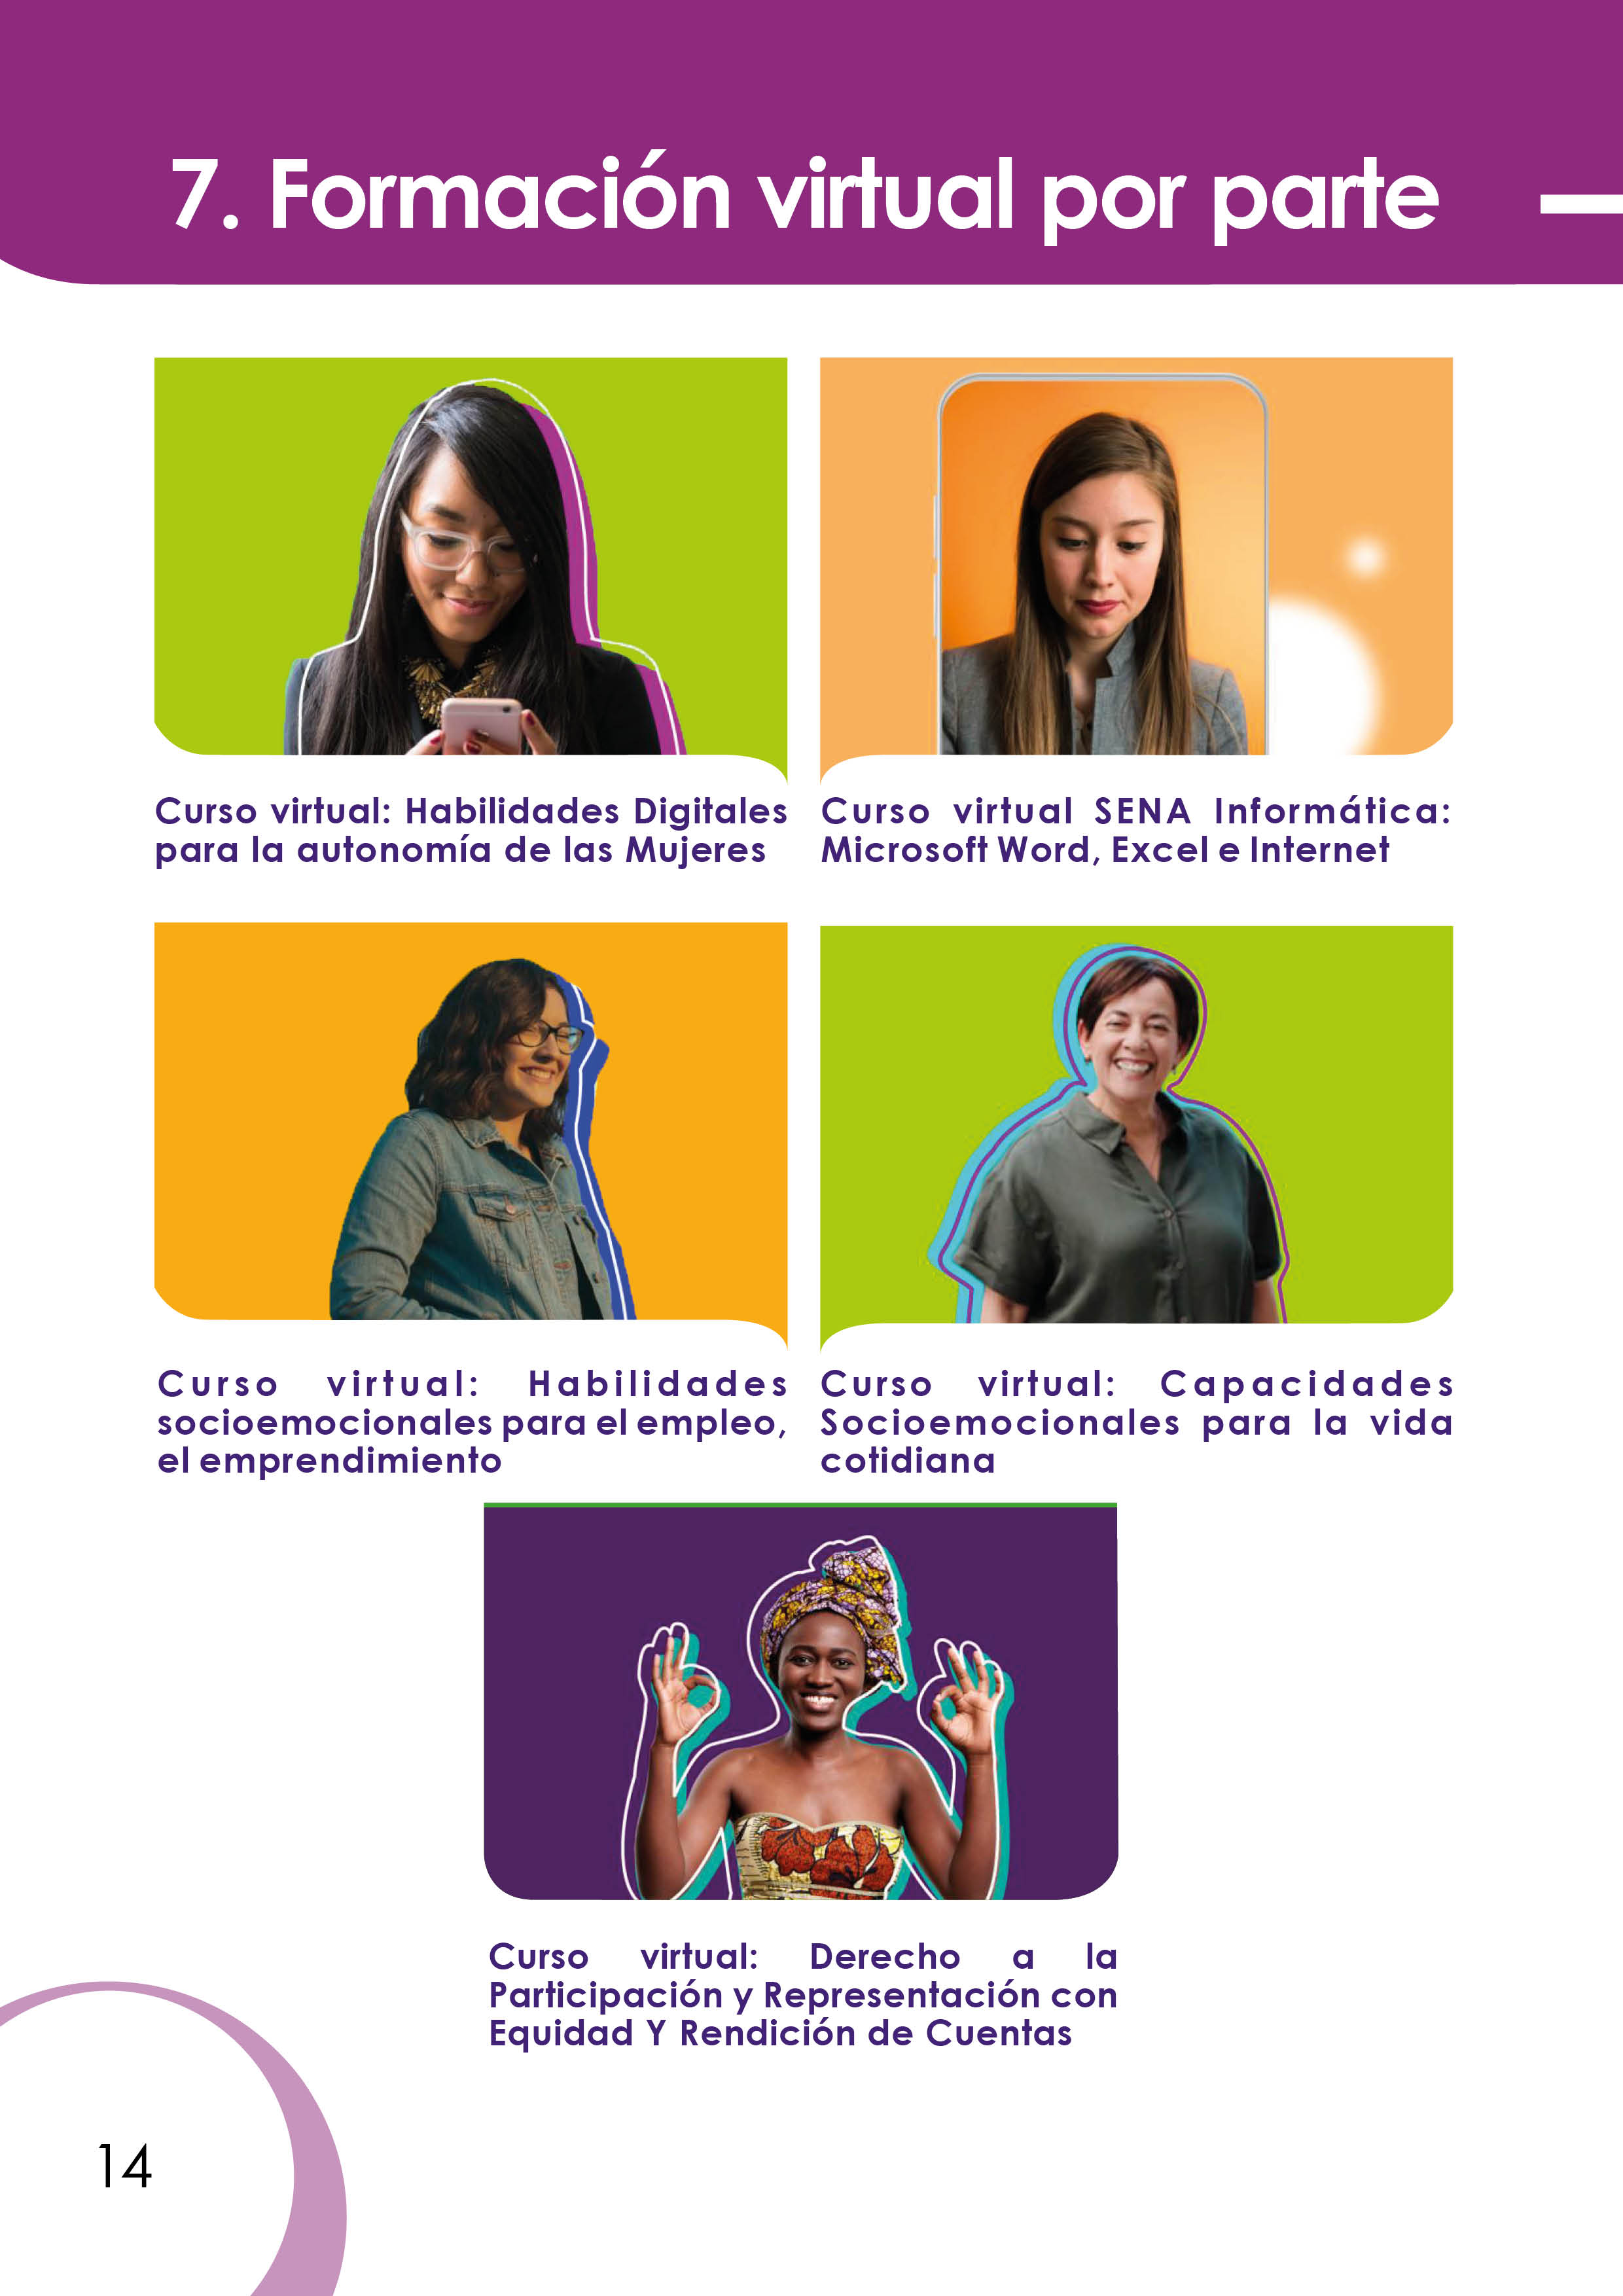 7. Formación virtual por parte
Curso virtual: Habilidades Digitales
para la autonomía de las Mujeres
Curso virtual SENA Informática:
Microsoft Word, Excel e Internet
Curso virtual: Habilidades
socioemocionales para el empleo,
el emprendimiento
Curso virtual: Capacidades
Socioemocionales para la vida
cotidiana
Curso virtual: Derecho a la
Participación y Representación con
Equidad Y Rendición de Cuentas
14